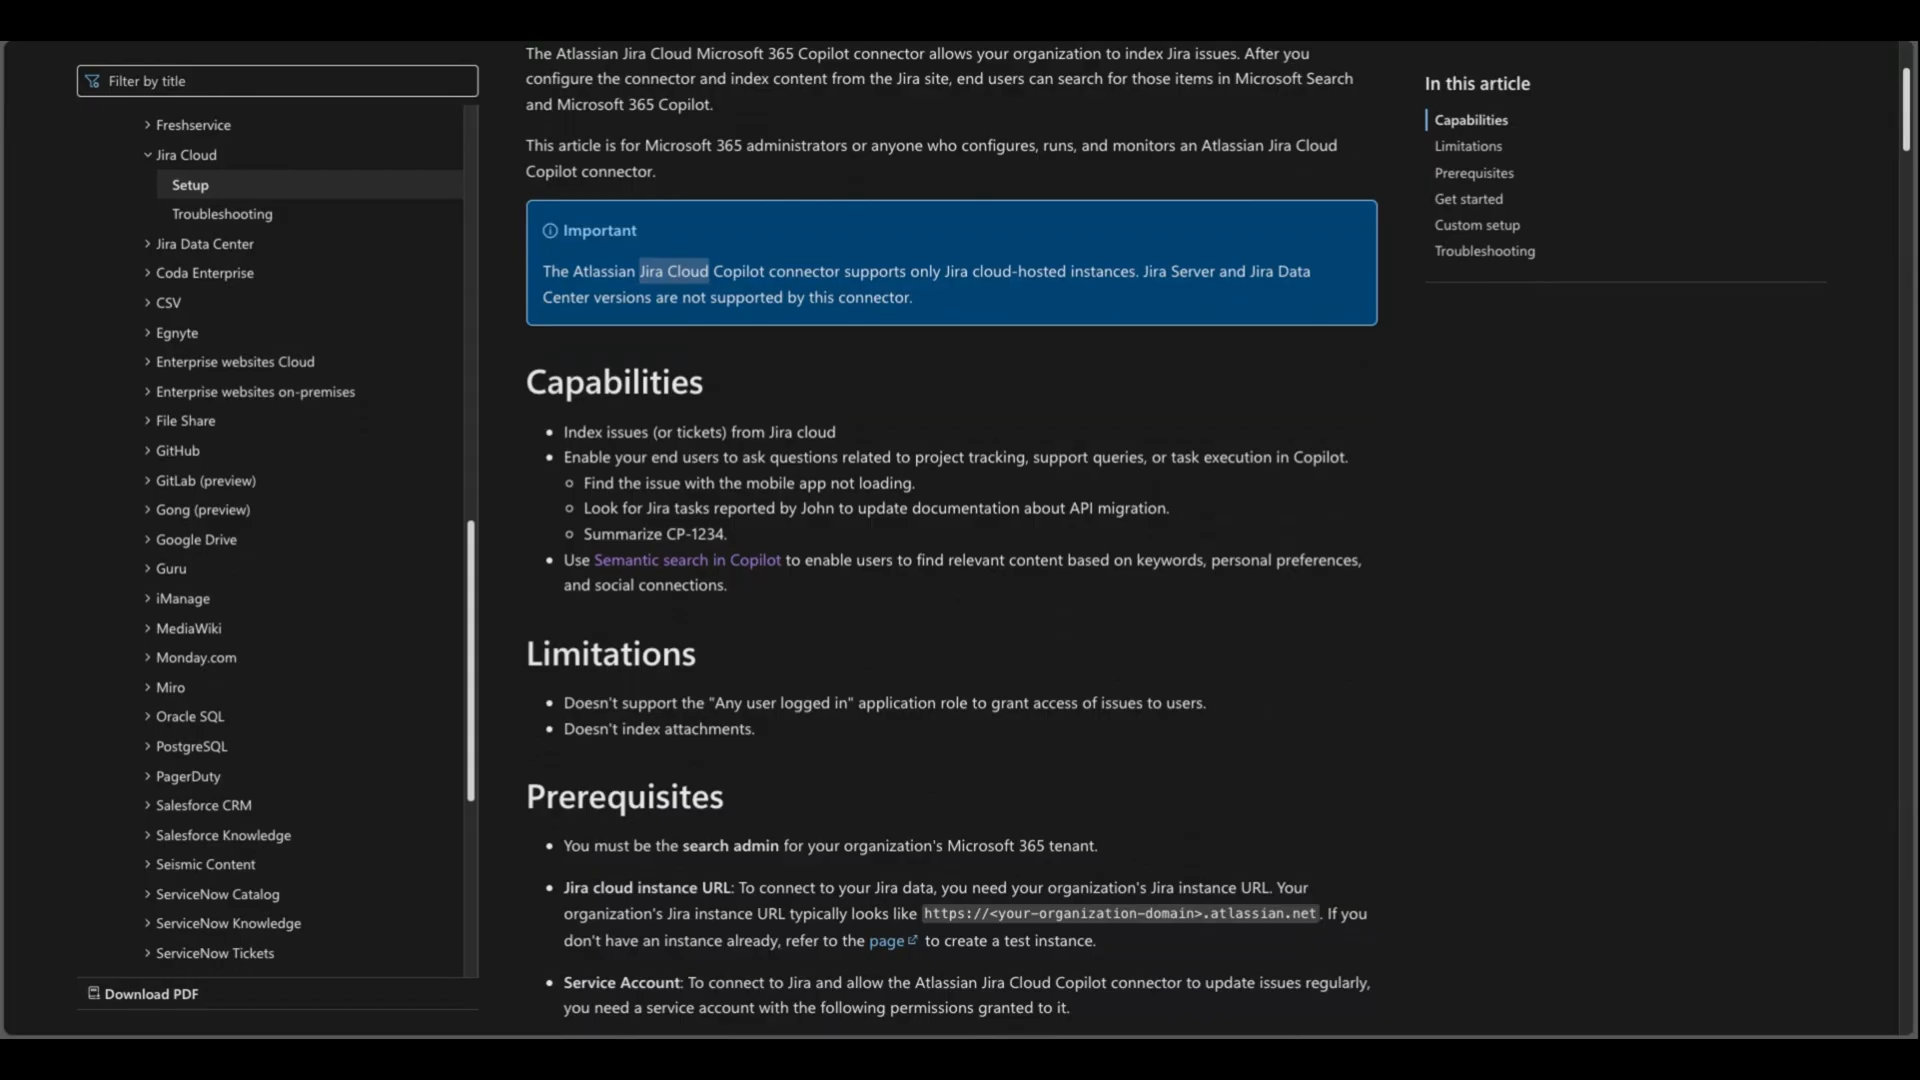 Filter by title
Freshservice
Jira Cloud
Setup
Troubleshooting
Jira Data Center
Coda Enterprise
CSV
Egnyte
Enterprise websites Cloud
Enterprise websites on-premises
File Share
GitHub
GitLab (preview)
Gong (preview)
Google Drive
Guru
iManage
MediaWiki
Monday.com
Miro
Oracle SQL
PostgreSQL
PagerDuty
Salesforce CRM
Salesforce Knowledge
Seismic Content
ServiceNow Catalog
ServiceNow Knowledge
ServiceNow Tickets
Download PDF
The Atlassian Jira Cloud Microsoft 365 Copilot connector allows your organization to index Jira issues. After you
configure the connector and index content from the Jira site, end users can search for those items in Microsoft Search
and Microsoft 365 Copilot.
This article is for Microsoft 365 administrators or anyone who configures, runs, and monitors an Atlassian Jira Cloud
Copilot connector.
Important
The Atlassian Jira Cloud Copilot connector supports only Jira cloud-hosted instances. Jira Server and Jira Data
Center versions are not supported by this connector.
Capabilities
• Index issues (or tickets) from Jira cloud
• Enable your end users to ask questions related to project tracking, support queries, or task execution in Copilot.
○ Find the issue with the mobile app not loading.
○ Look for Jira tasks reported by John to update documentation about API migration.
○ Summarize CP-1234.
• Use Semantic search in Copilot to enable users to find relevant content based on keywords, personal preferences,
and social connections.
Limitations
• Doesn't support the "Any user logged in" application role to grant access of issues to users.
• Doesn't index attachments.
Prerequisites
• You must be the search admin for your organization's Microsoft 365 tenant.
• Jira cloud instance URL: To connect to your Jira data, you need your organization's Jira instance URL. Your
organization's Jira instance URL typically looks like https://<your-organization-domain>.atlassian.net. If you
don't have an instance already, refer to the page to create a test instance.
• Service Account: To connect to Jira and allow the Atlassian Jira Cloud Copilot connector to update issues regularly,
you need a service account with the following permissions granted to it.
In this article
Capabilities
Limitations
Prerequisites
Get started
Custom setup
Troubleshooting